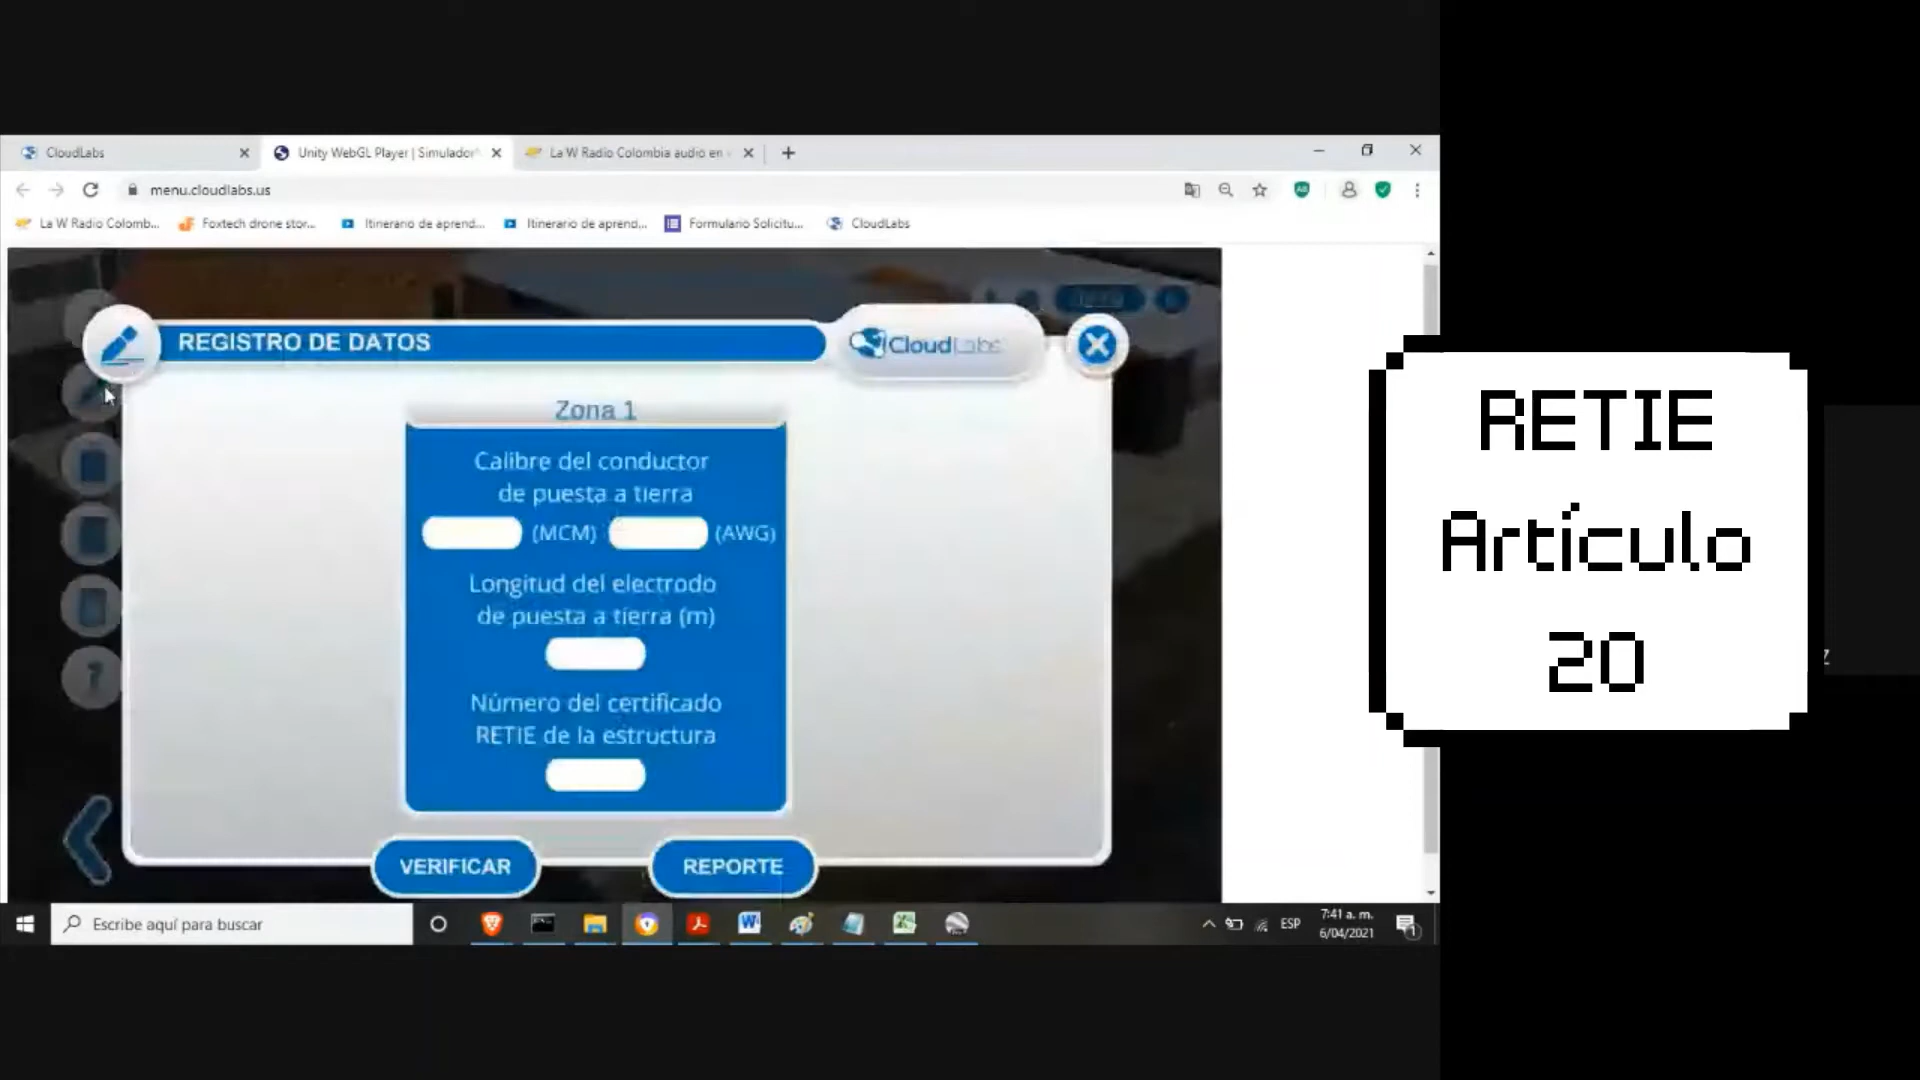 CloudLabs
Unity WebGL Player | Simulador
La W Radio Colombia audio en
menu.cloudlabs.us
La W Radio Colomb...
Foxtech drone stor...
Itinerario de aprend...
Itinerario de aprend...
Formulario Solicitu...
CloudLabs
REGISTRO DE DATOS
CloudLabs
Zona 1
Calibre del conductor
de puesta a tierra
(MCM) (AWG)
Longitud del electrodo
de puesta a tierra (m)
Número del certificado
RETIE de la estructura
VERIFICAR
REPORTE
RETIE
Artículo
20
z
Escribe aquí para buscar
ESP
7:41 a. m.
6/04/2021
1